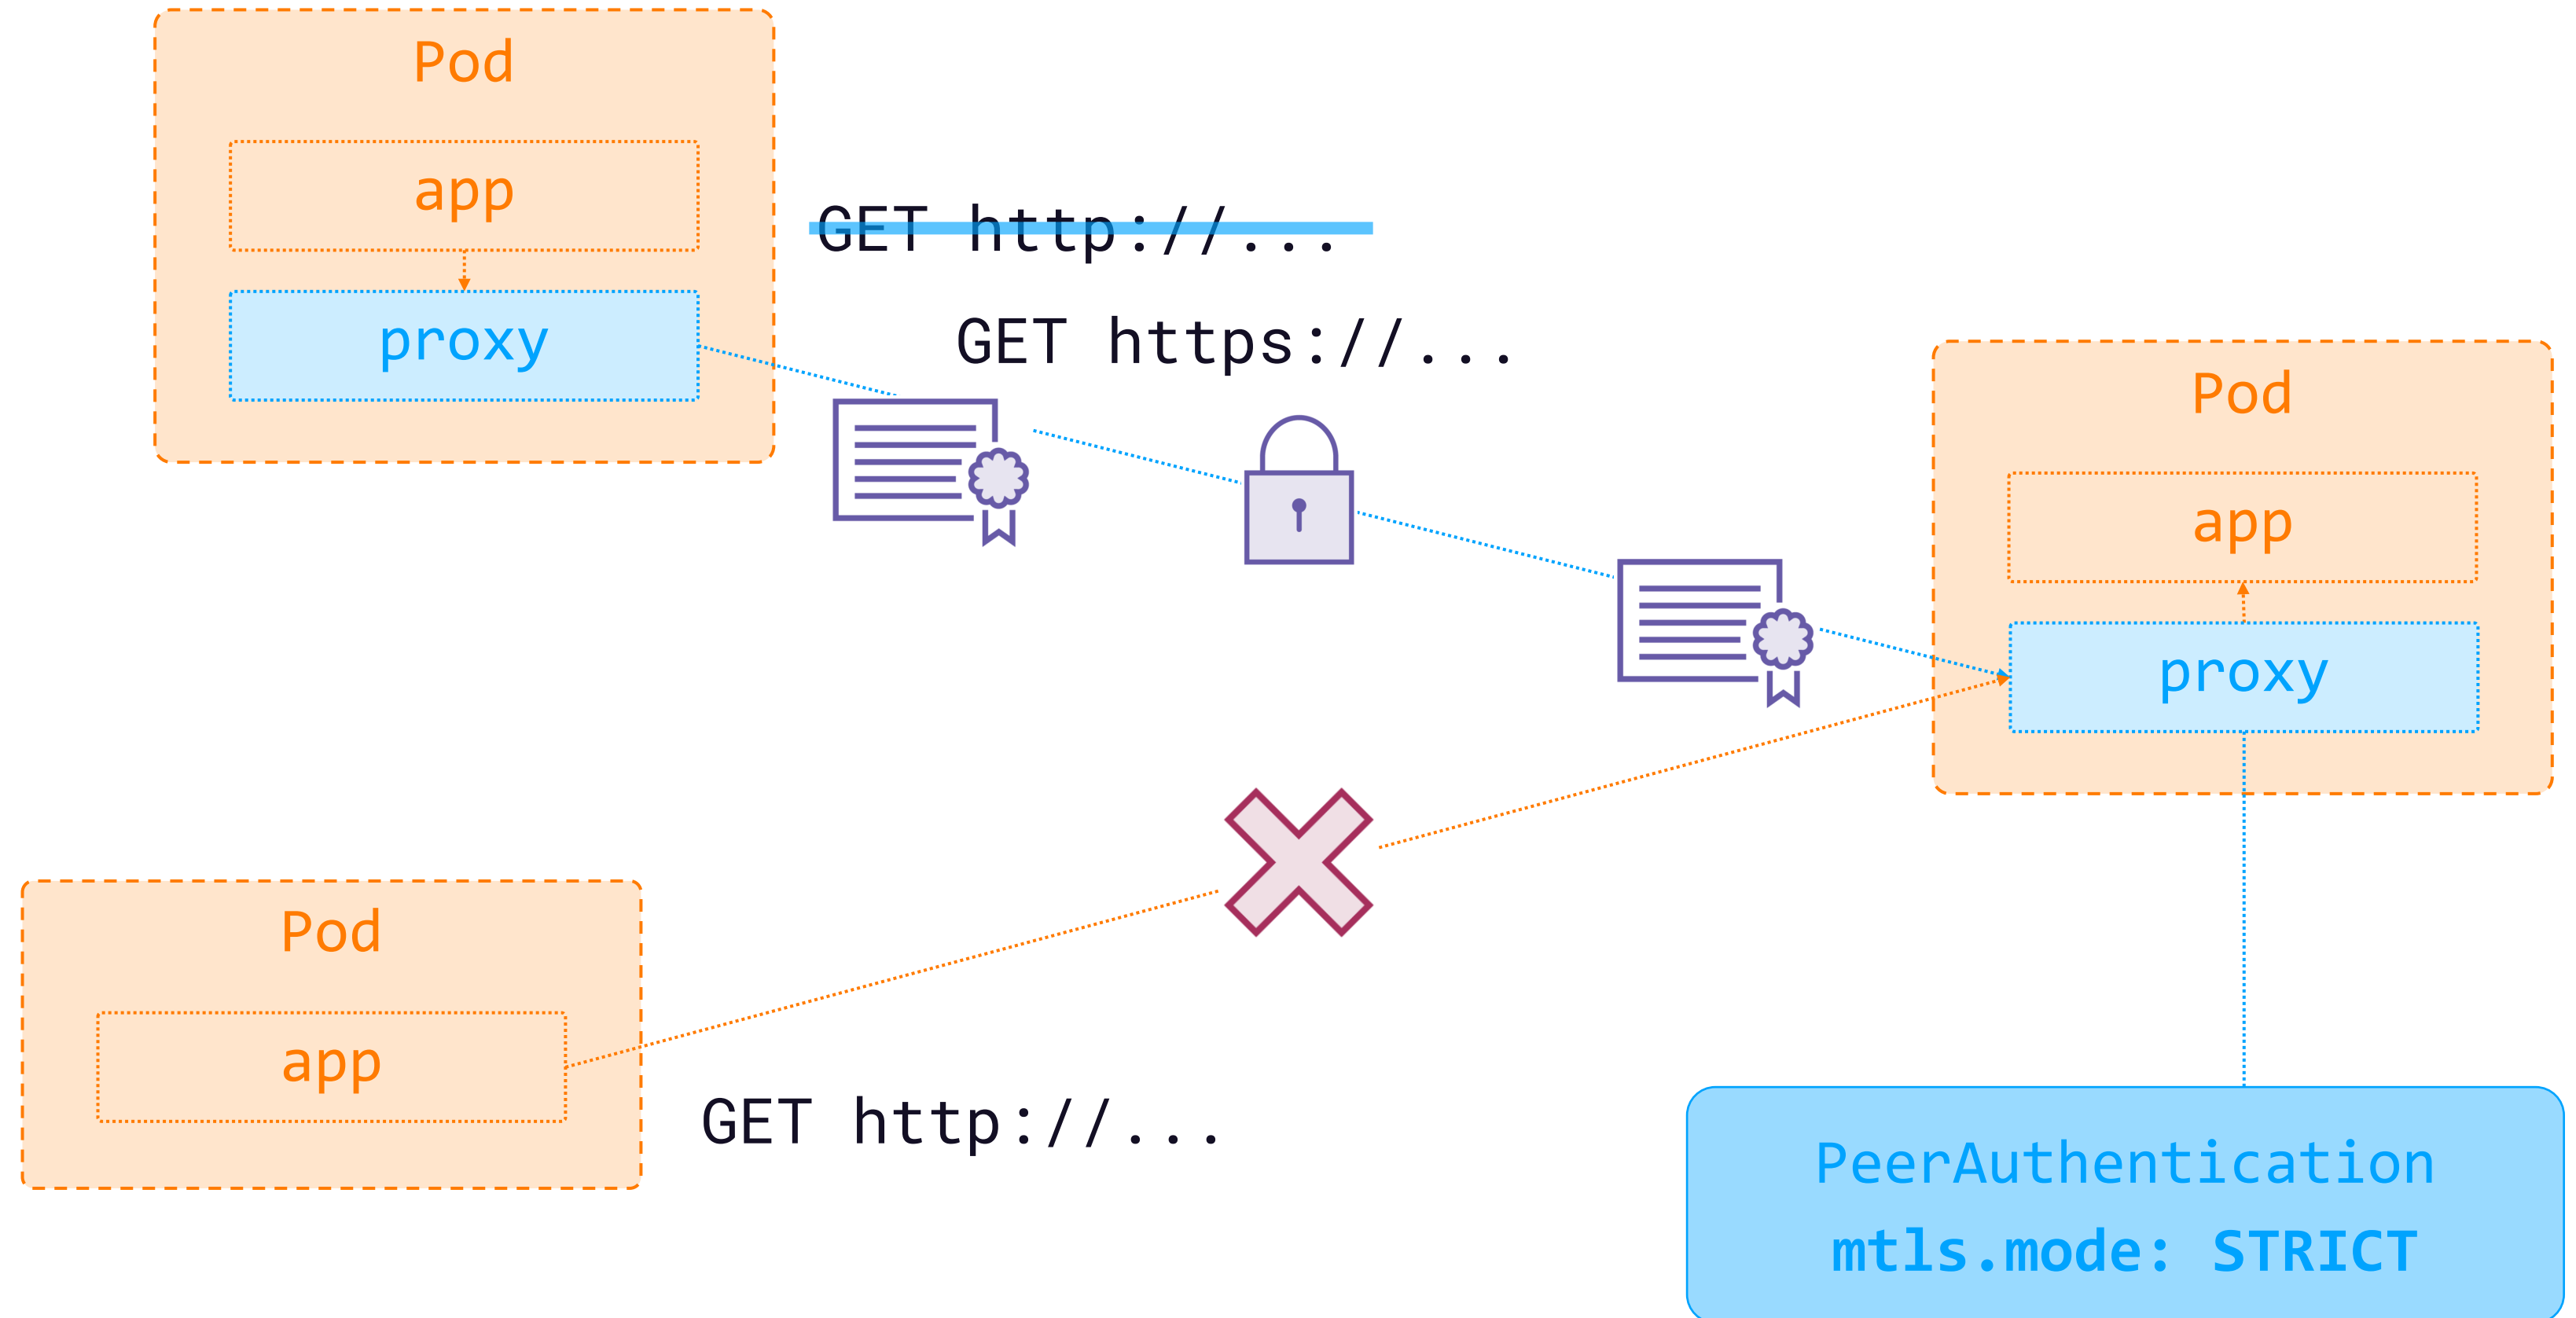 Pod
app
proxy
GET http://...
GET https://...
Pod
app
proxy
Pod
app
GET http://...
PeerAuthentication
mtls.mode: STRICT